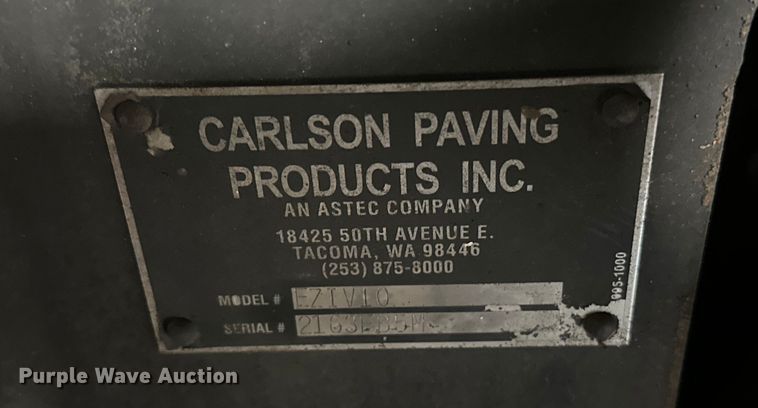 CARLSON PAVING
PRODUCTS INC.
AN ASTEC COMPANY
18425 50TH AVENUE E.
TACOMA, WA 98446
(253) 875-8000
MODEL # EZIV10
SERIAL #
995-1000
Purple Wave Auction